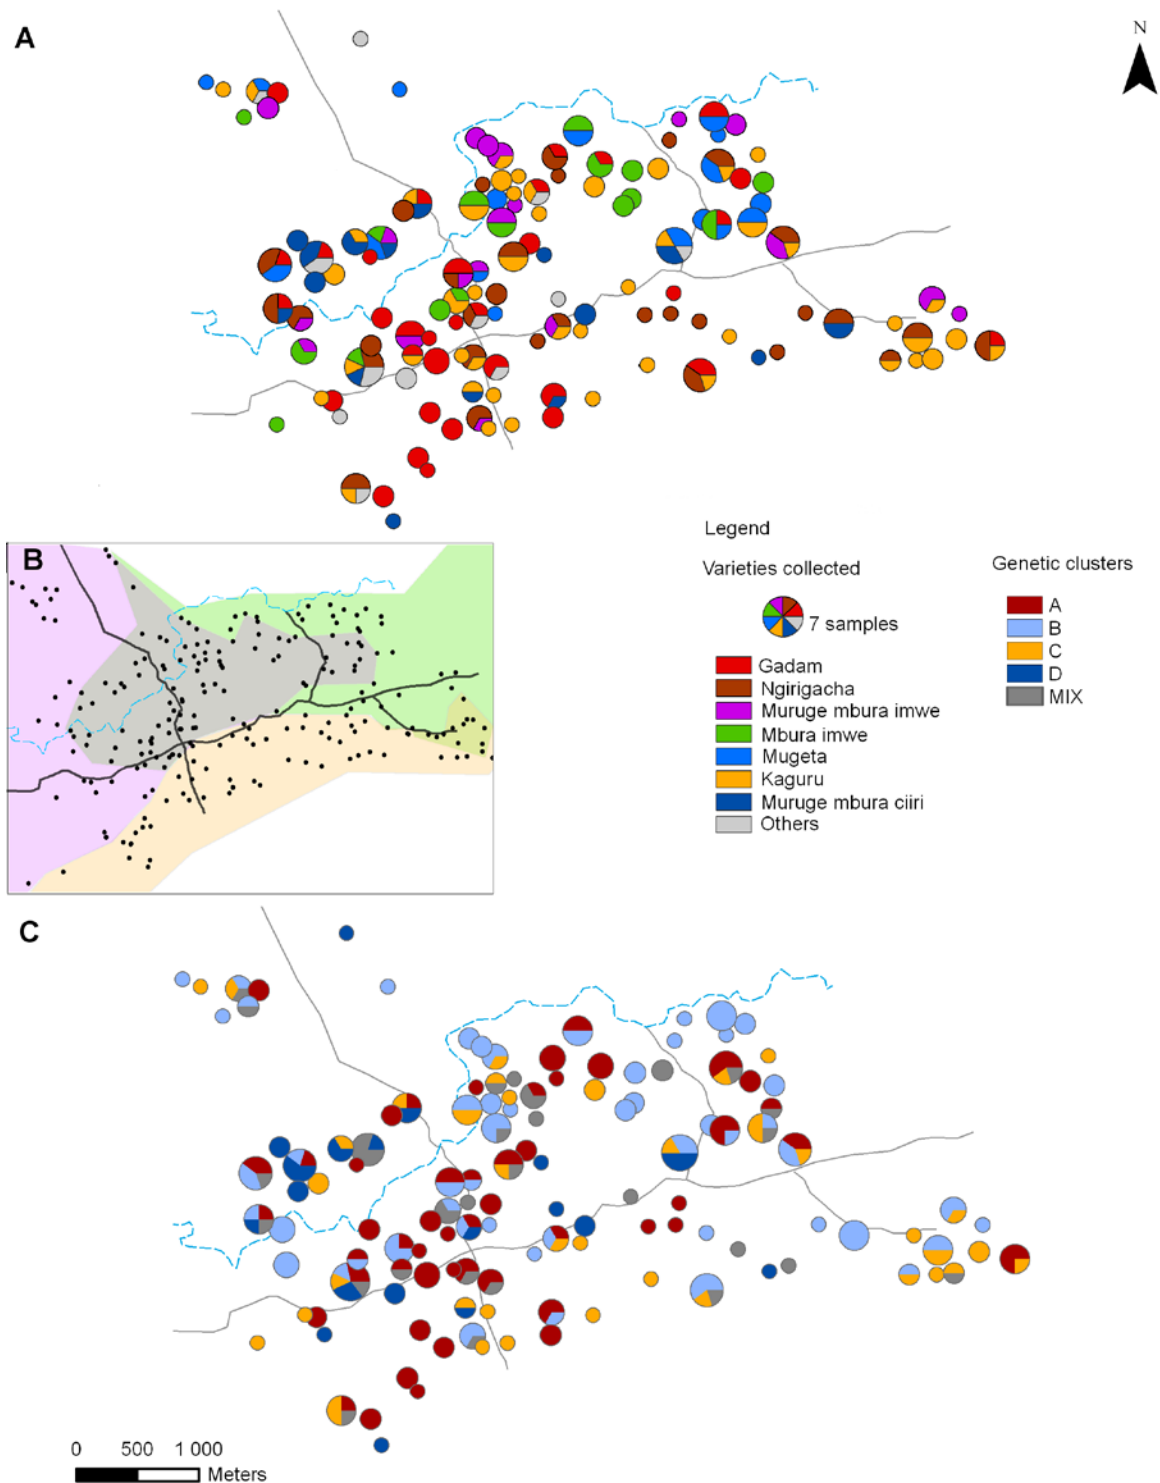 A
N
B
Legend
Varieties collected
7 samples
Gadam
Ngirigacha
Muruge mbura imwe
Mbura imwe
Mugeta
Kaguru
Muruge mbura ciiri
Others
Genetic clusters
A
B
C
D
MIX
C
0 500 1 000
Meters